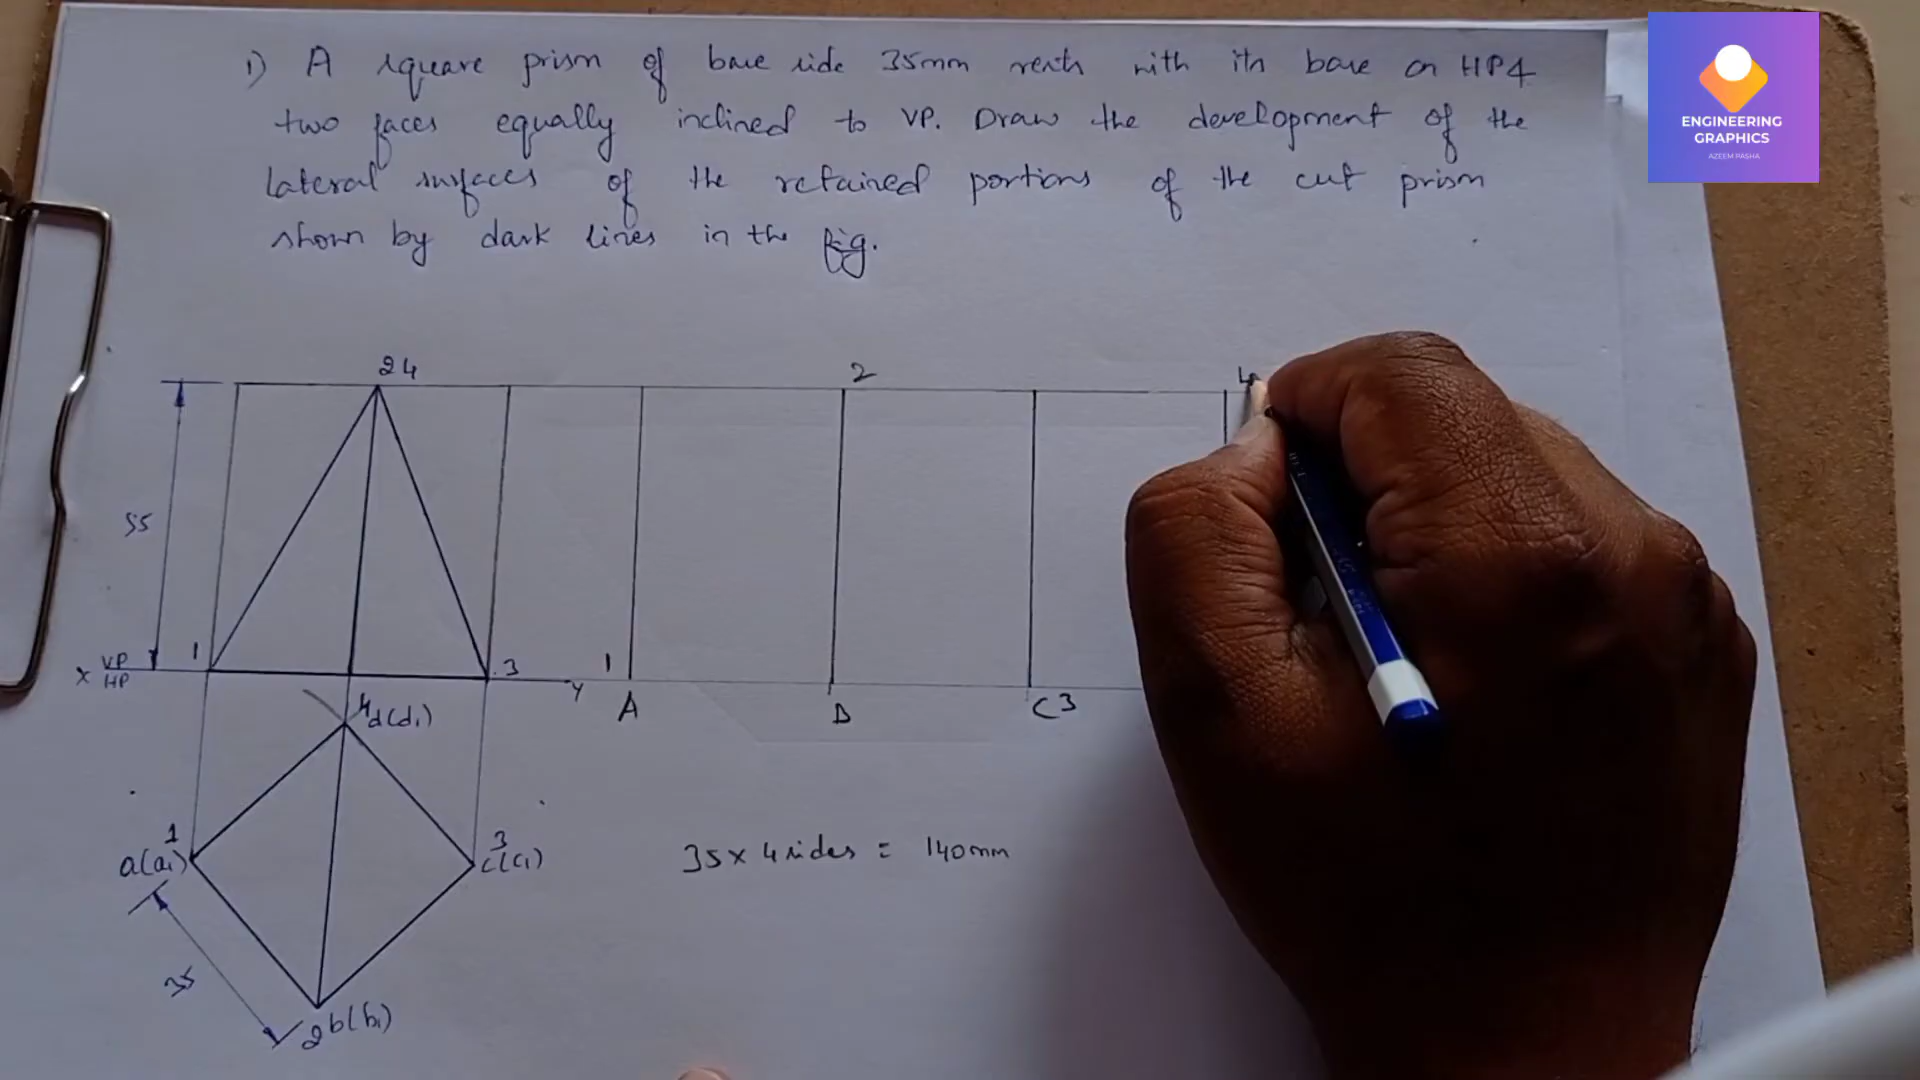 1) A square prism of base side 35mm rests with its base on HP &
two faces equally inclined to VP. Draw the development of the
lateral surfaces of the retained portions of the cut prism
shown by dark lines in the fig.
ENGINEERING
GRAPHICS
AZEEM PASHA
2 4
2
4
55
1
3
1
X VP
HP
Y
A
B
C 3
4 d(d₁)
1
a(a₁)
3
c(c₁)
35 x 4 sides = 140mm
35
2 b(b₁)